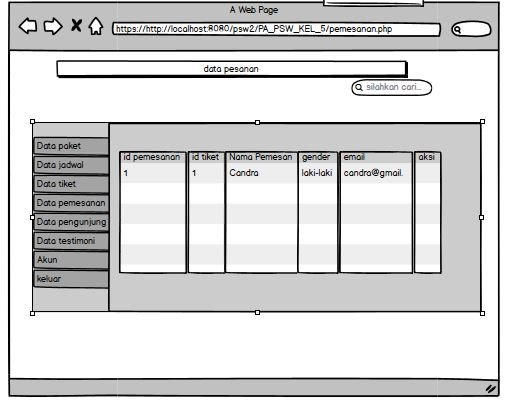 A Web Page
https://http://localhost:8080/psw2/PA_PSW_KEL_5/pemesanan.php
data pesanan
silahkan cari...
Data paket
Data jadwal
Data tiket
Data pemesanan
Data pengunjung
Data testimoni
Akun
keluar
id pemesanan id tiket Nama Pemesan gender email aksi
1 1 Candra laki-laki candra@gmail.